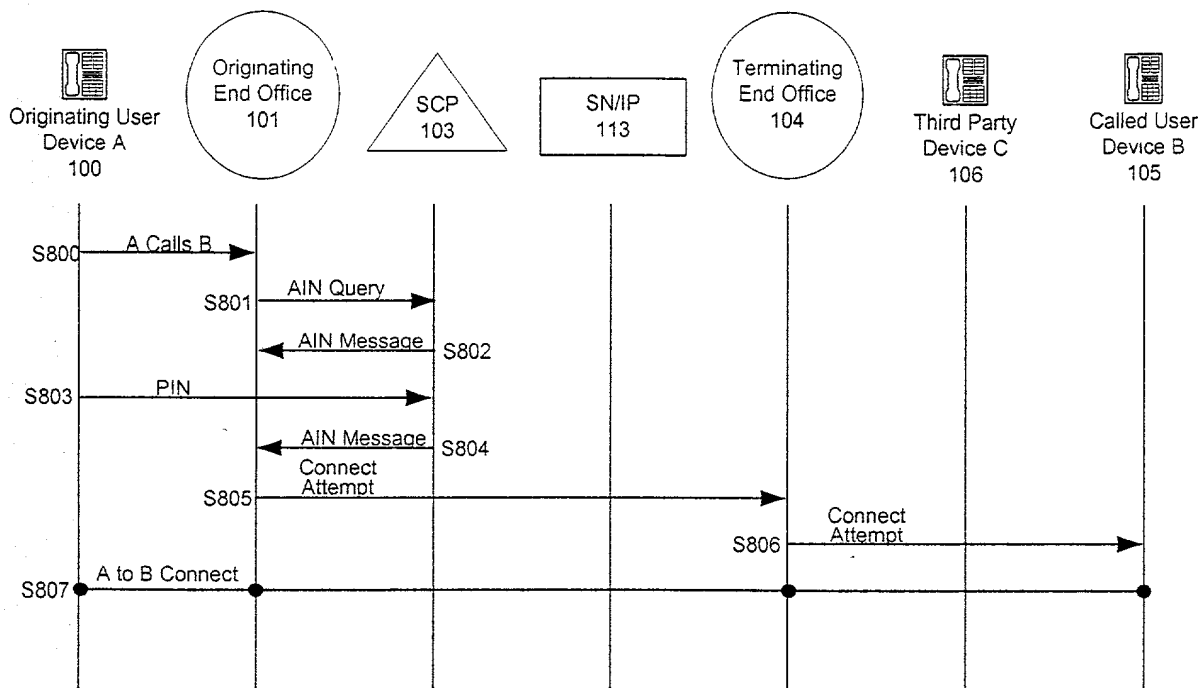 Originating User
Device A
100
Originating
End Office
101
SCP
103
SN/IP
113
Terminating
End Office
104
Third Party
Device C
106
Called User
Device B
105
S800
A Calls B
S801
AIN Query
AIN Message
S802
S803
PIN
AIN Message
S804
Connect
Attempt
S805
Connect
Attempt
S806
S807
A to B Connect